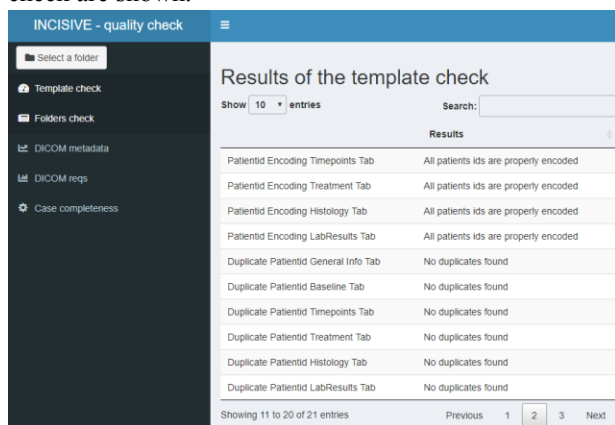 check are shown.
INCISIVE - quality check
Select a folder
Template check
Folders check
DICOM metadata
DICOM reqs
Case completeness
Results of the template check
Show 10 entries Search:
Results
Patientid Encoding Timepoints Tab All patients ids are properly encoded
Patientid Encoding Treatment Tab All patients ids are properly encoded
Patientid Encoding Histology Tab All patients ids are properly encoded
Patientid Encoding LabResults Tab All patients ids are properly encoded
Duplicate Patientid General Info Tab No duplicates found
Duplicate Patientid Baseline Tab No duplicates found
Duplicate Patientid Timepoints Tab No duplicates found
Duplicate Patientid Treatment Tab No duplicates found
Duplicate Patientid Histology Tab No duplicates found
Duplicate Patientid LabResults Tab No duplicates found
Showing 11 to 20 of 21 entries Previous 1 2 3 Next